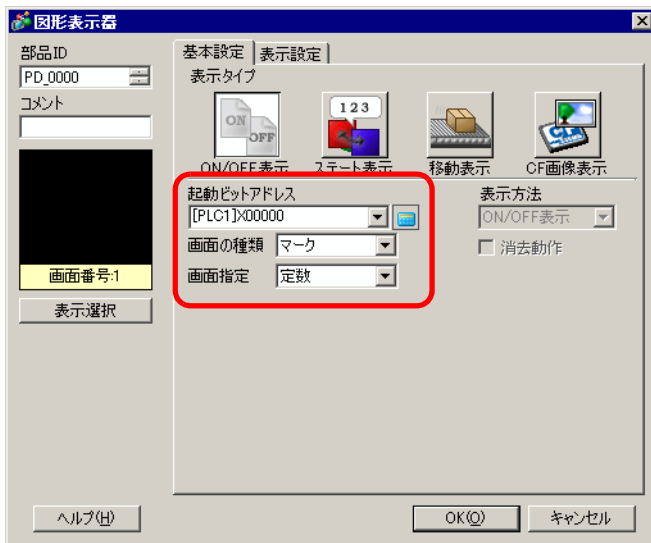 図形表示器
部品ID
PD_0000
コメント
画面番号:1
表示選択
基本設定 表示設定
表示タイプ
ON OFF
123
CF
ON/OFF表示 ステート表示 移動表示 CF画像表示
起動ビットアドレス
[PLC1]X00000
画面の種類 マーク
画面指定 定数
表示方法
ON/OFF表示
消去動作
ヘルプ(H) OK(O) キャンセル